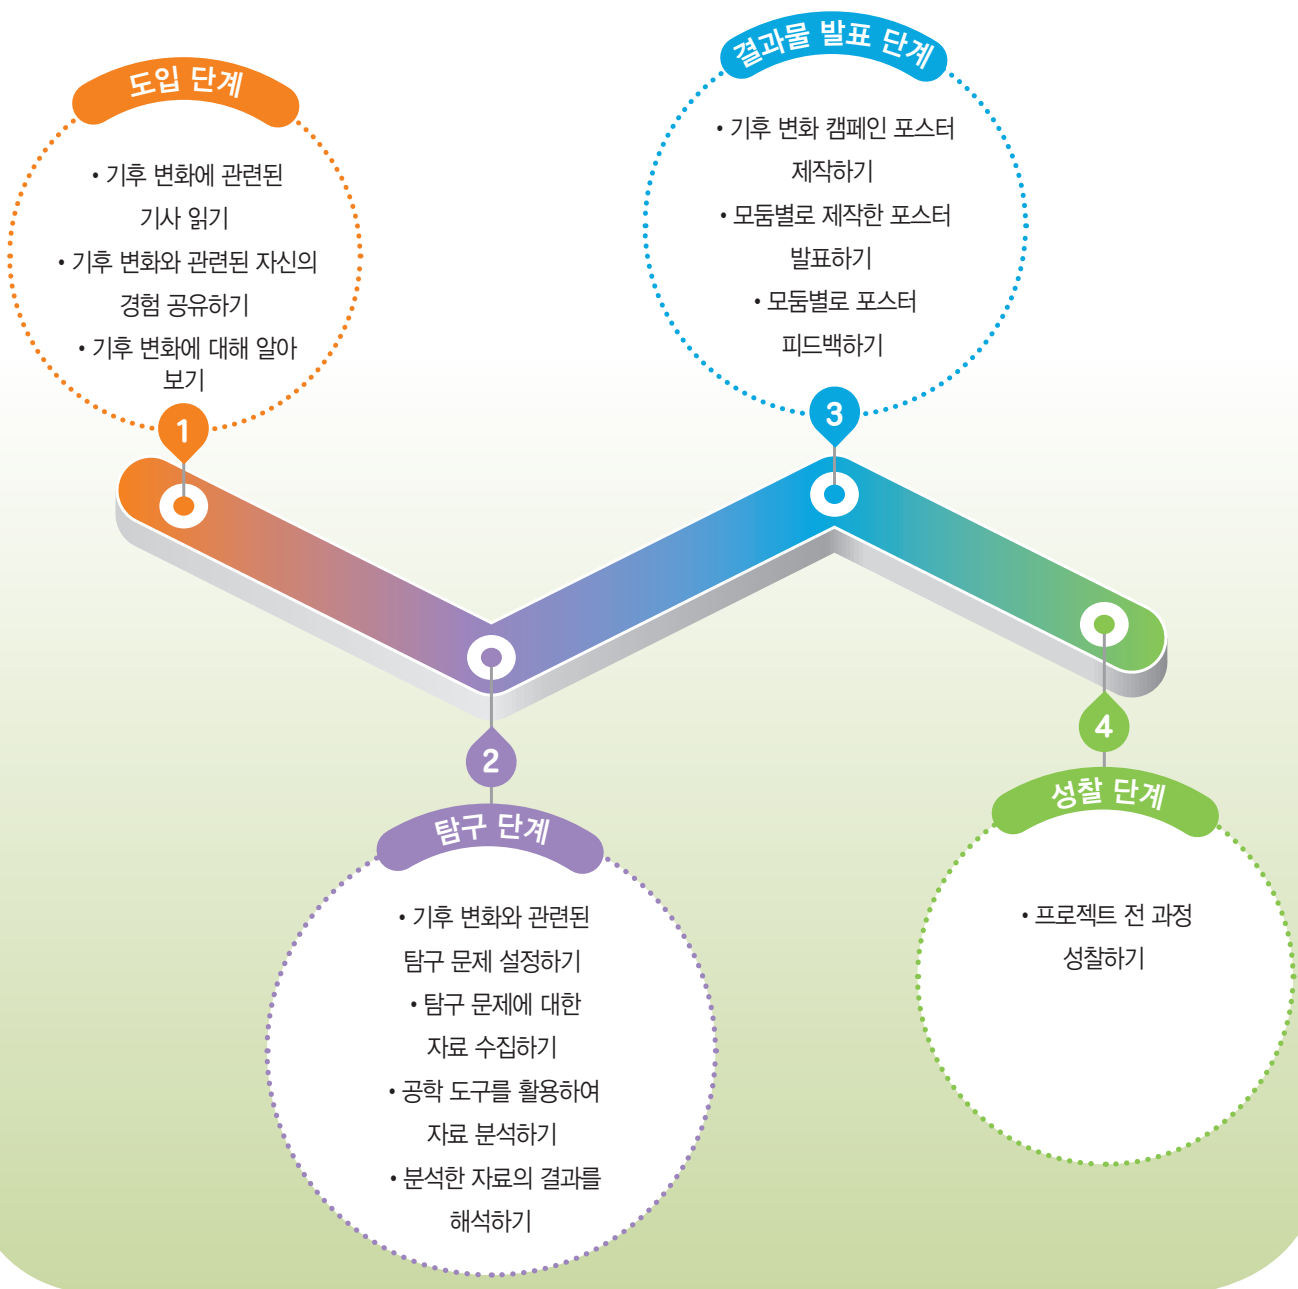 도입 단계
• 기후 변화에 관련된
기사 읽기
• 기후 변화와 관련된 자신의
경험 공유하기
• 기후 변화에 대해 알아
보기
1
2
탐구 단계
• 기후 변화와 관련된
탐구 문제 설정하기
• 탐구 문제에 대한
자료 수집하기
• 공학 도구를 활용하여
자료 분석하기
• 분석한 자료의 결과를
해석하기
결과물 발표 단계
• 기후 변화 캠페인 포스터
제작하기
• 모둠별로 제작한 포스터
발표하기
• 모둠별로 포스터
피드백하기
3
4
성찰 단계
• 프로젝트 전 과정
성찰하기